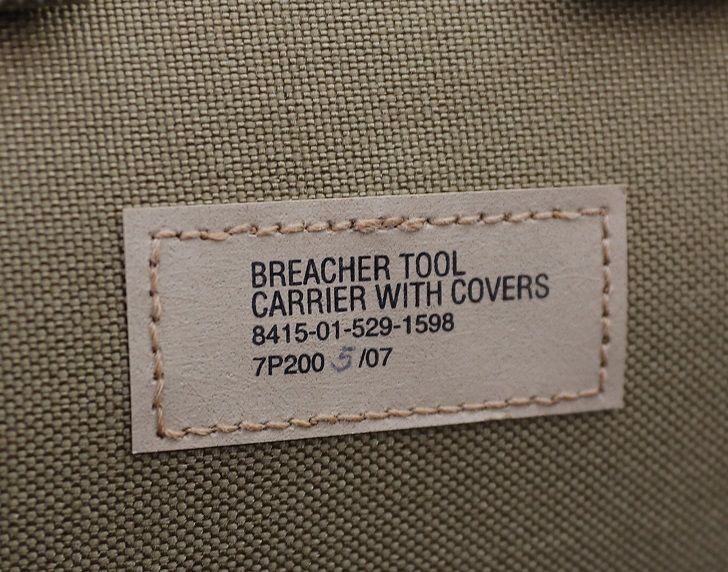 BREACHER TOOL
CARRIER WITH COVERS
8415-01-529-1598
7P200 5 /07